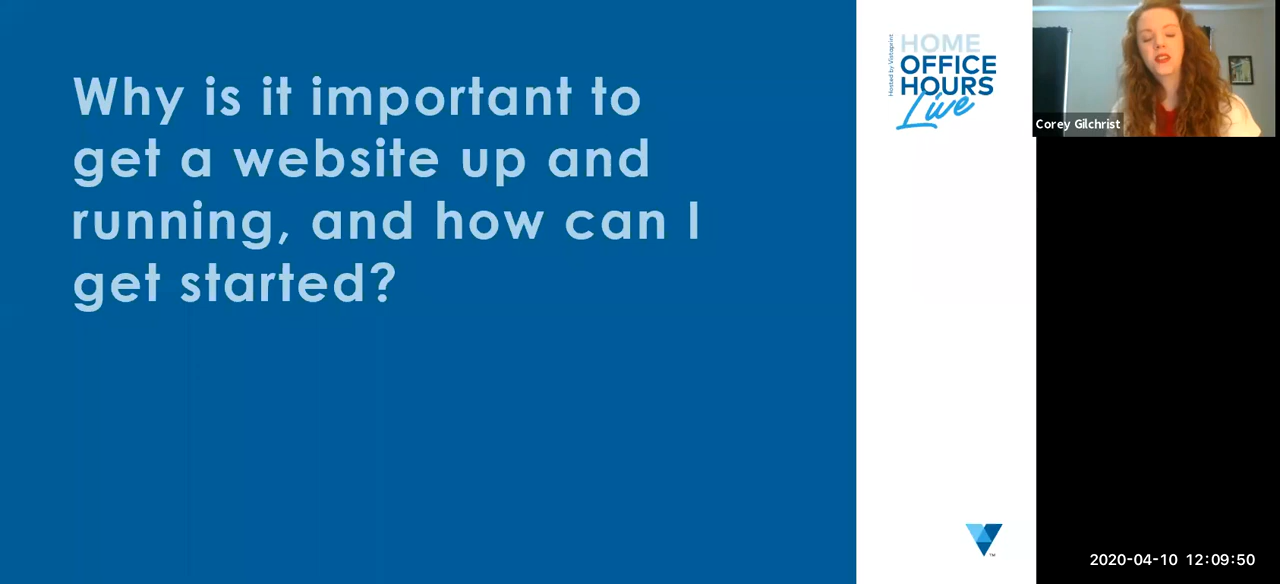 Why is it important to
get a website up and
running, and how can I
get started?
Hosted by Vistaprint
HOME
OFFICE
HOURS
Live
Corey Gilchrist
TM
2020-04-10 12:09:50